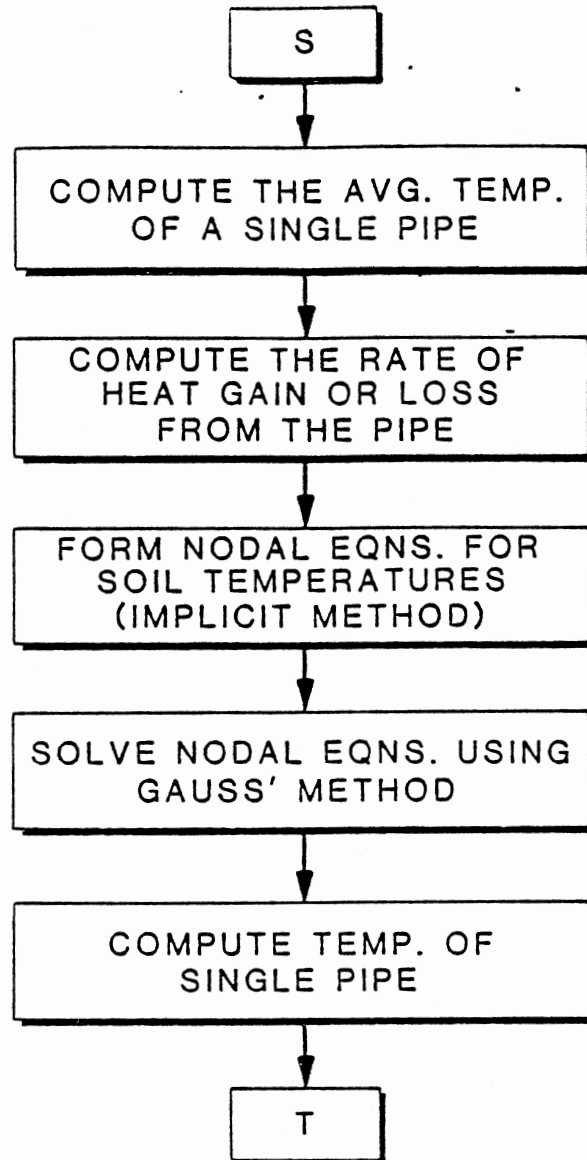 S
COMPUTE THE AVG. TEMP.
OF A SINGLE PIPE
COMPUTE THE RATE OF
HEAT GAIN OR LOSS
FROM THE PIPE
FORM NODAL EQNS. FOR
SOIL TEMPERATURES
(IMPLICIT METHOD)
SOLVE NODAL EQNS. USING
GAUSS' METHOD
COMPUTE TEMP. OF
SINGLE PIPE
T